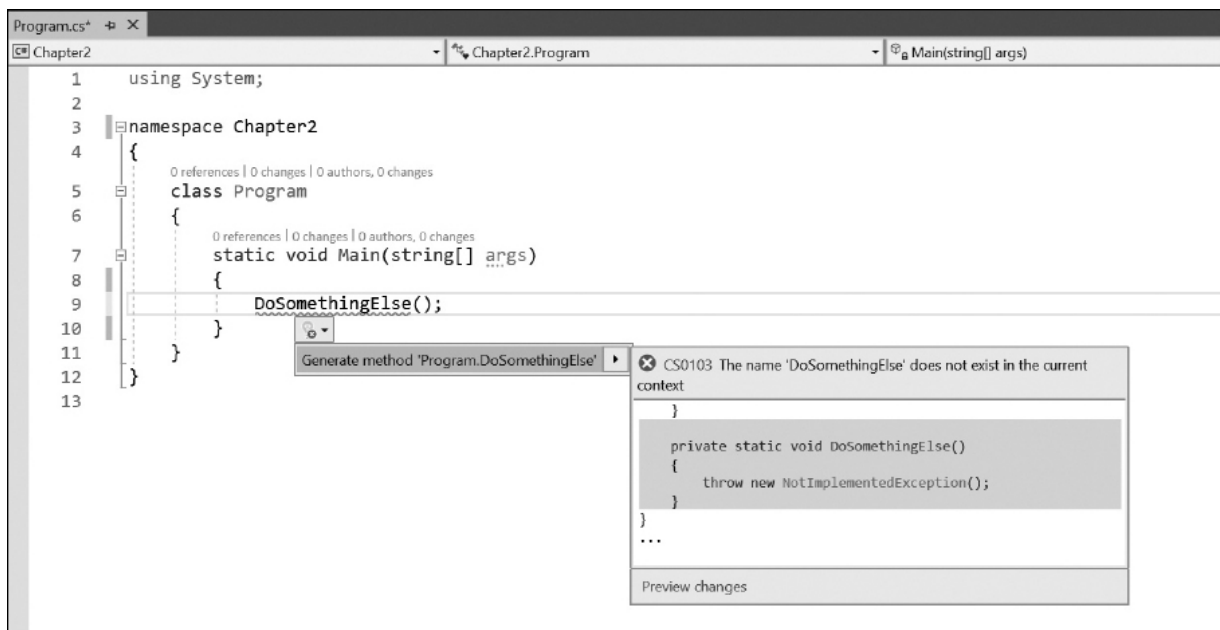 Program.cs*
C# Chapter2 Chapter2.Program Main(string[] args)
1 using System;
2
3 namespace Chapter2
4 {
0 references | 0 changes | 0 authors, 0 changes
5 class Program
6 {
0 references | 0 changes | 0 authors, 0 changes
7 static void Main(string[] args)
8 {
9 DoSomethingElse();
10 }
11 }
12 }
13
Generate method 'Program.DoSomethingElse'
CS0103 The name 'DoSomethingElse' does not exist in the current
context
}
private static void DoSomethingElse()
{
throw new NotImplementedException();
}
}
...
Preview changes